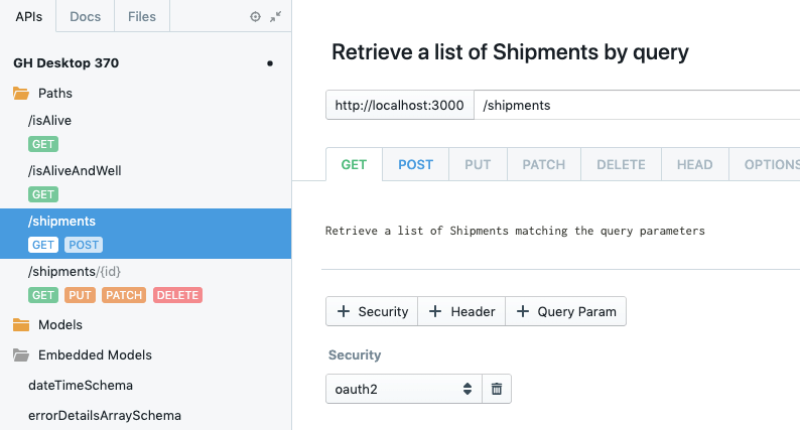 APIs Docs Files
GH Desktop 370
Paths
/isAlive
GET
/isAliveAndWell
GET
/shipments
GET POST
/shipments/{id}
GET PUT PATCH DELETE
Models
Embedded Models
dateTimeSchema
errorDetailsArraySchema
Retrieve a list of Shipments by query
http://localhost:3000 /shipments
GET POST PUT PATCH DELETE HEAD OPTIONS
Retrieve a list of Shipments matching the query parameters
+ Security + Header + Query Param
Security
oauth2